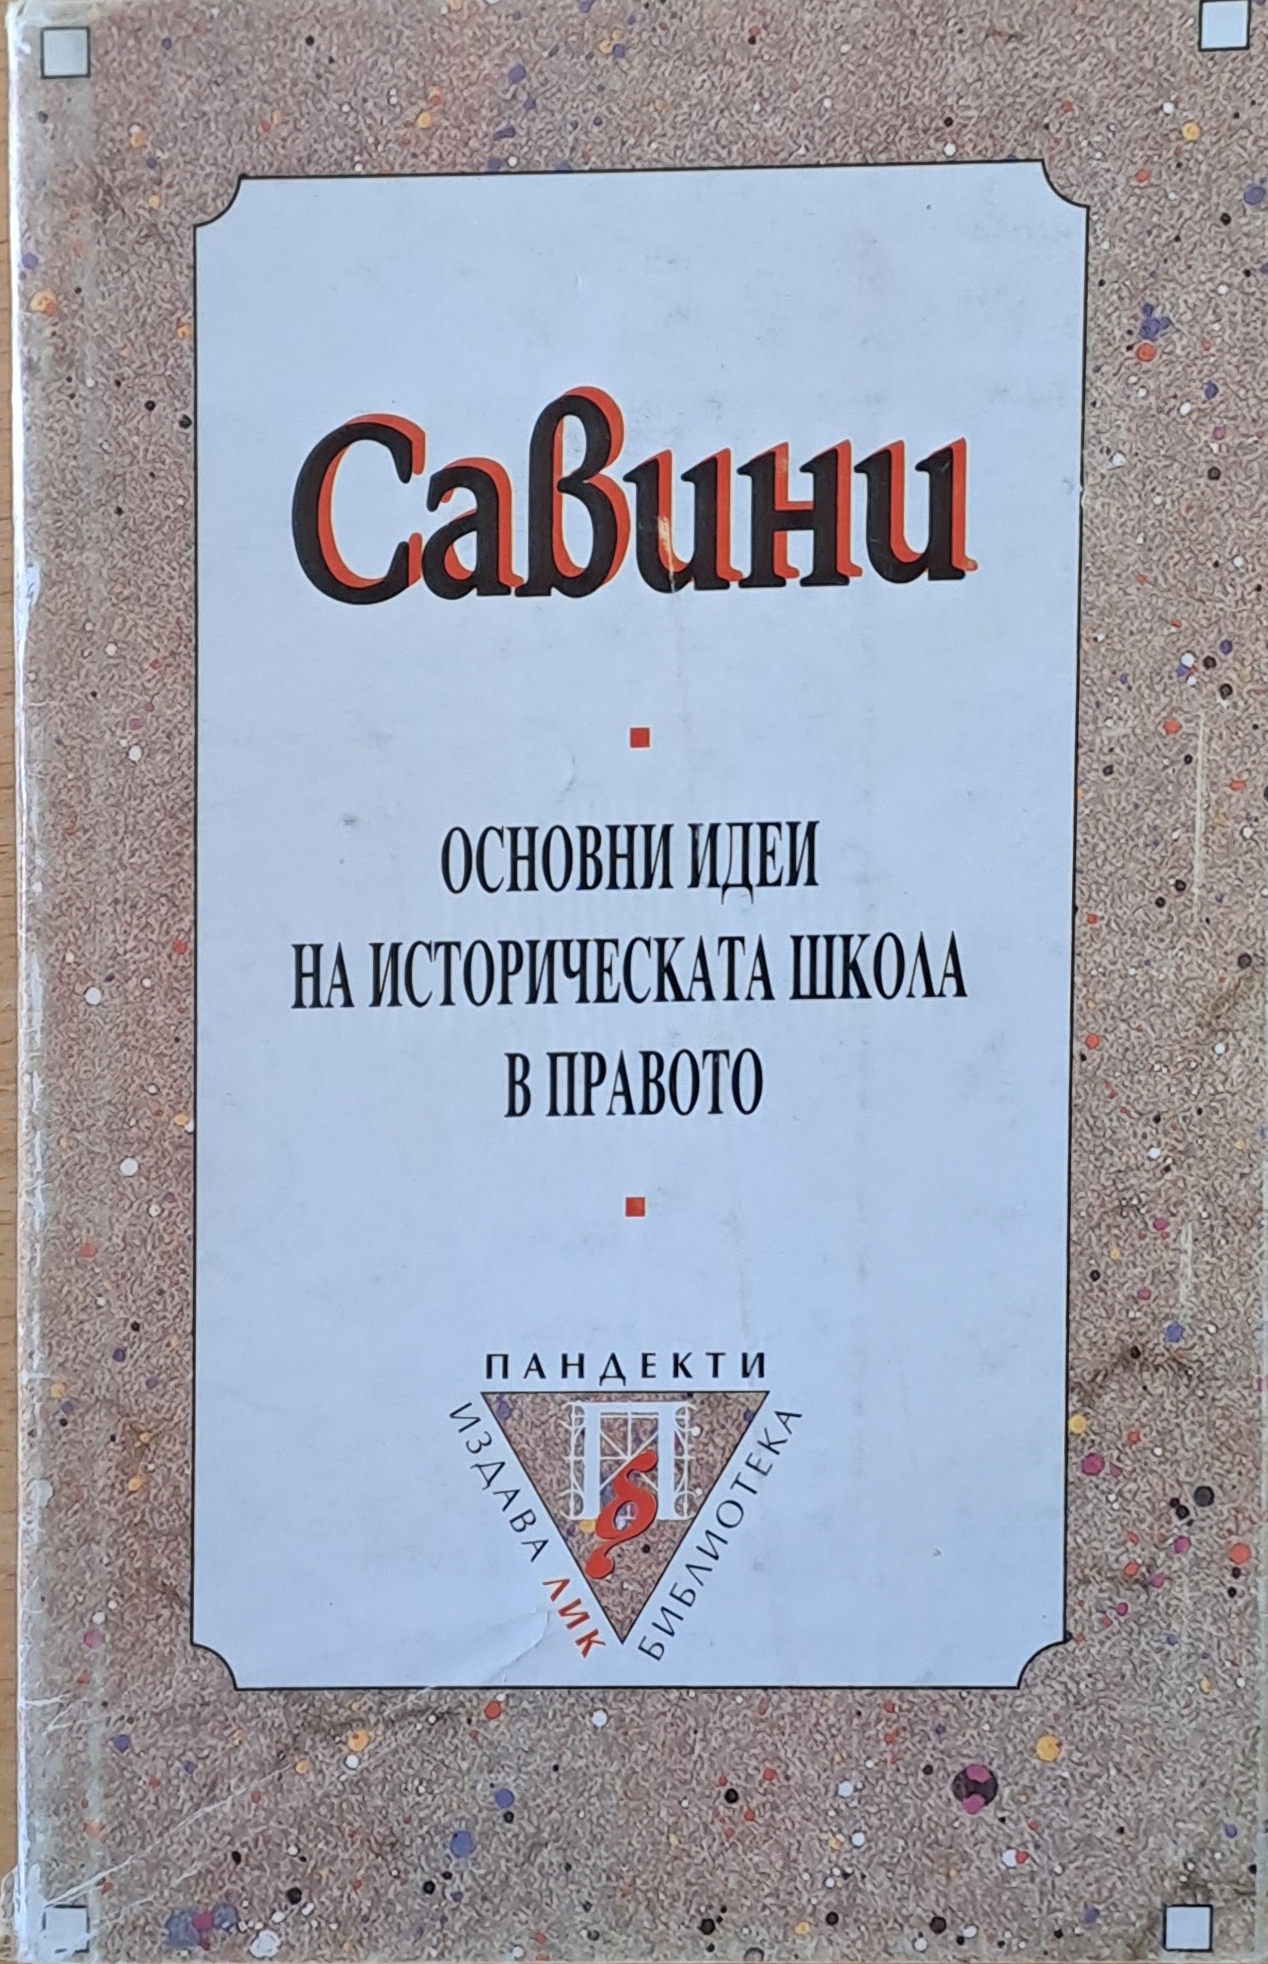 Савини
ОСНОВНИ ИДЕИ
НА ИСТОРИЧЕСКАТА ШКОЛА
В ПРАВОТО
ПАНДЕКТИ
ИЗДАВА ЛИК
БИБЛИОТЕКА